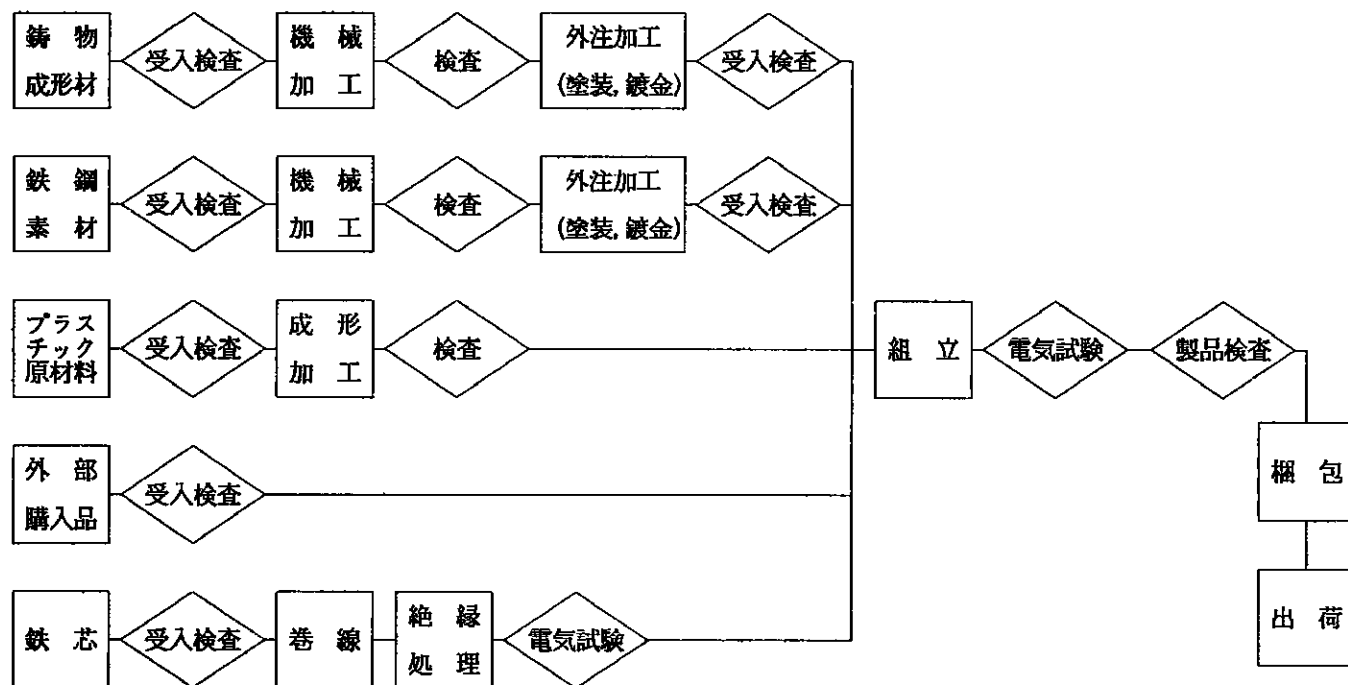 鋳物
成形材
受入検査
機械
加工
検査
外注加工
(塗装,鍍金)
受入検査
鉄鋼
素材
受入検査
機械
加工
検査
外注加工
(塗装,鍍金)
受入検査
プラス
チック
原材料
受入検査
成形
加工
検査
組立
電気試験
製品検査
外部
購入品
受入検査
梱包
鉄芯
受入検査
巻線
絶縁
処理
電気試験
出荷